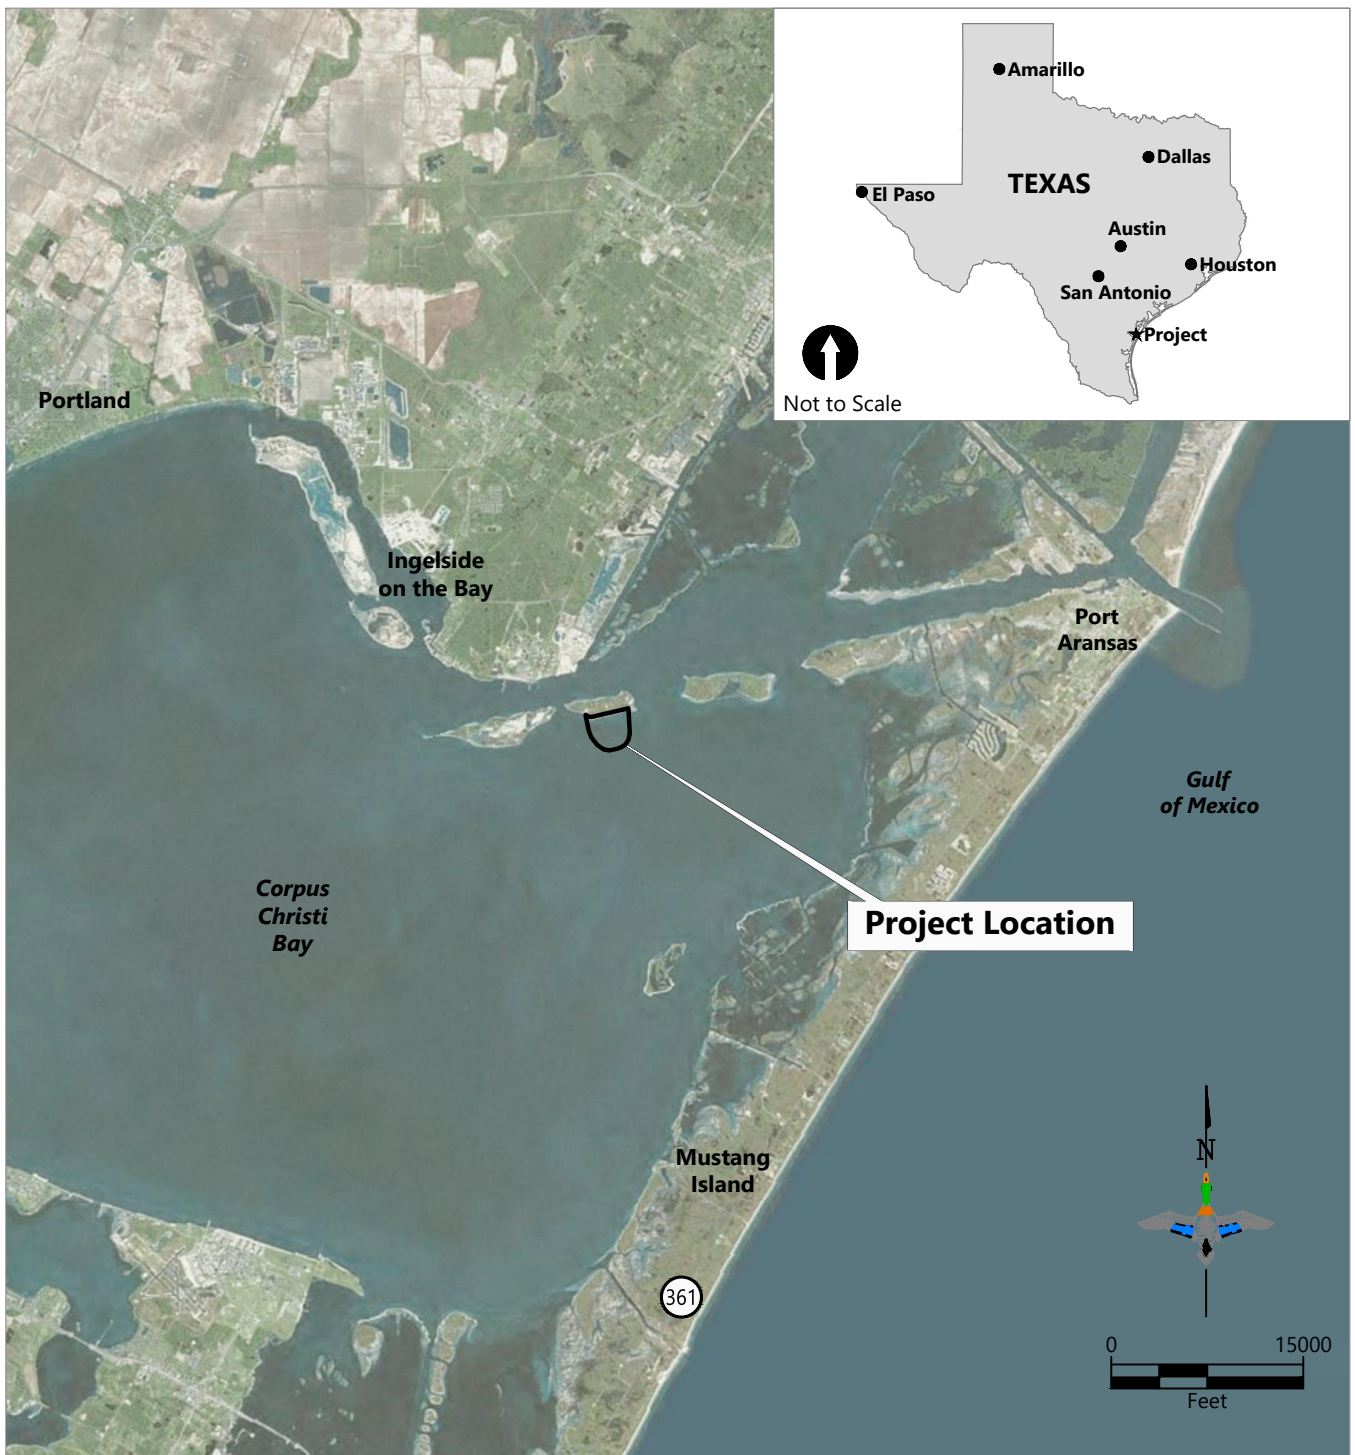 Amarillo
Dallas
TEXAS
El Paso
Austin
Houston
San Antonio
Project
Not to Scale
Portland
Ingelside
on the Bay
Port
Aransas
Gulf
of Mexico
Corpus
Christi
Bay
Project Location
Mustang
Island
N
361
0 15000
Feet